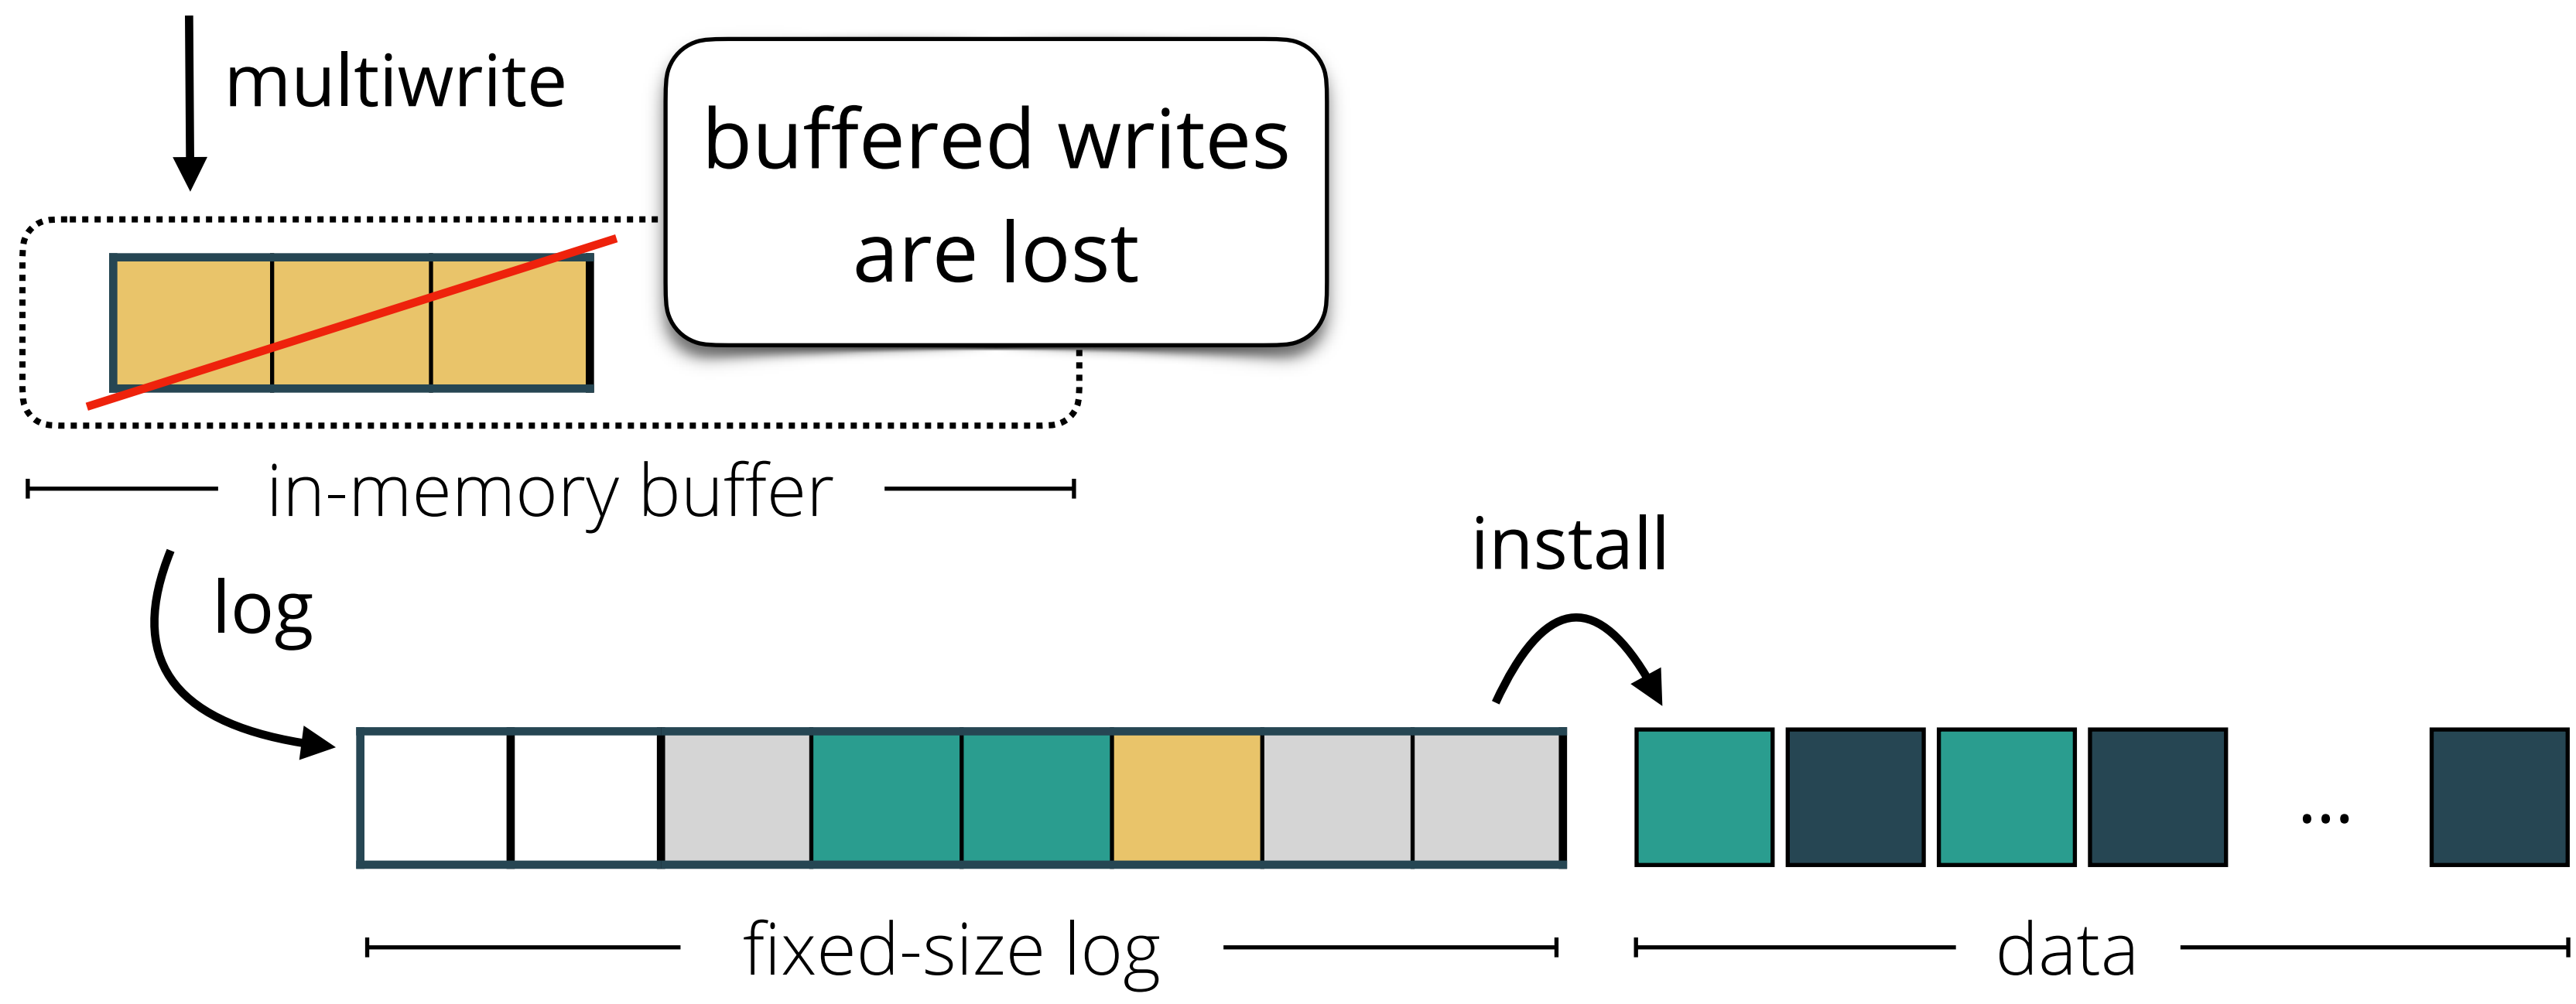 multiwrite
buffered writes
are lost
in-memory buffer
log
install
...
fixed-size log
data